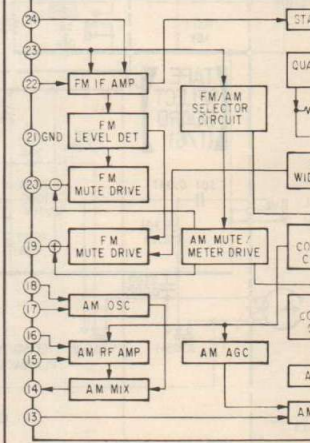 24
STA
23
QUA
22
FM IF AMP
FM/AM
SELECTOR
CIRCUIT
FM
LEVEL DET
21
GND
FM
MUTE DRIVE
20
WID
19
FM
MUTE DRIVE
AM MUTE/
METER DRIVE
CO
C
18
17
AM OSC
CO
16
15
AM RF AMP
AM AGC
14
AM MIX
A
13
AM